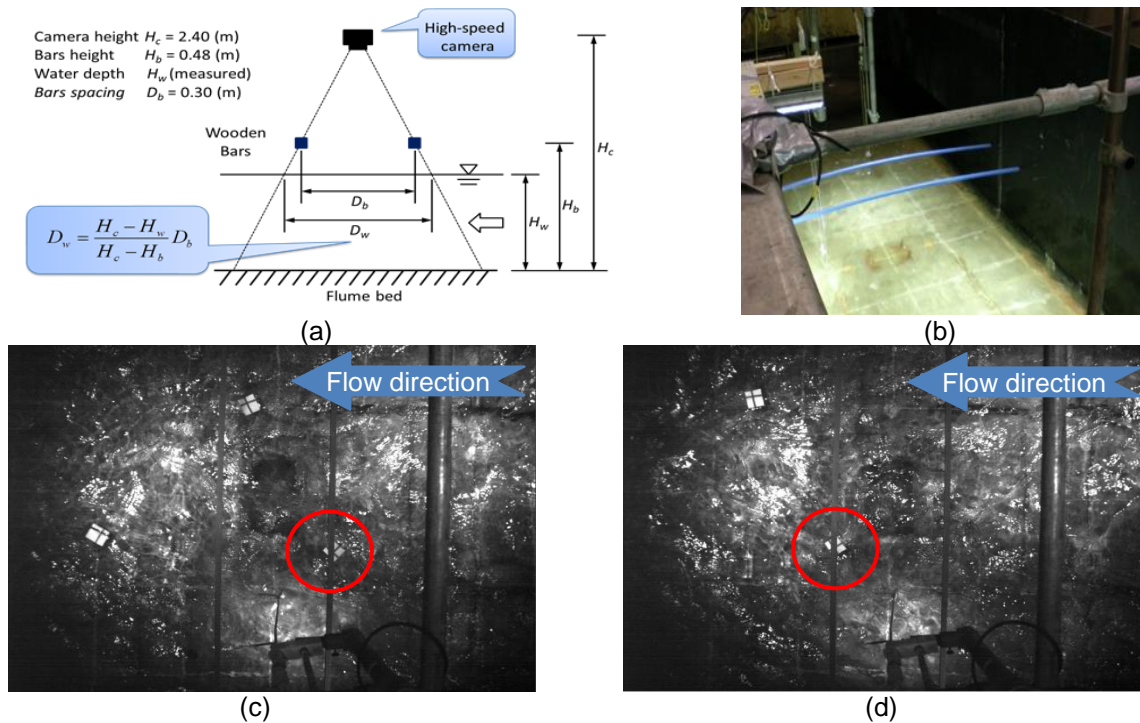 Camera height H_c = 2.40 (m)
Bars height H_b = 0.48 (m)
Water depth H_w (measured)
Bars spacing D_b = 0.30 (m)
High-speed
camera
Wooden
Bars
H_c
H_b
H_w
D_b
D_w
D_w = \frac{H_c - H_w}{H_c - H_b} D_b
Flume bed
(a)
(b)
Flow direction
Flow direction
(c)
(d)